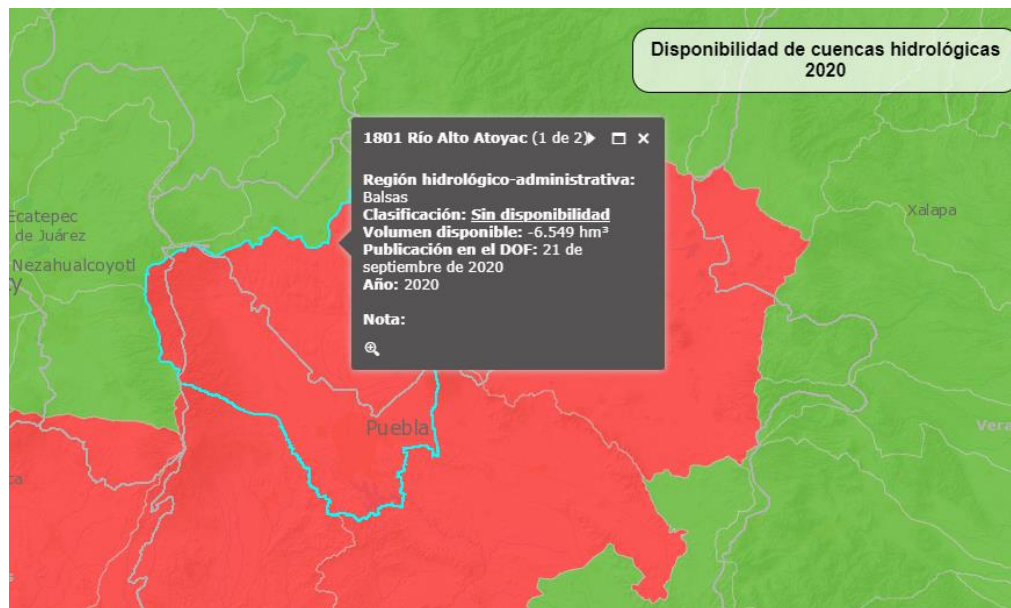 Disponibilidad de cuencas hidrológicas
2020
1801 Río Alto Atoyac (1 de 2)
Región hidrológico-administrativa:
Balsas
Clasificación: Sin disponibilidad
Volumen disponible: -6.549 hm³
Publicación en el DOF: 21 de
septiembre de 2020
Año: 2020
Nota:
Ecatepec
de Juárez
Nezahualcoyotl
y
Xalapa
Puebla
Vera
ca
s